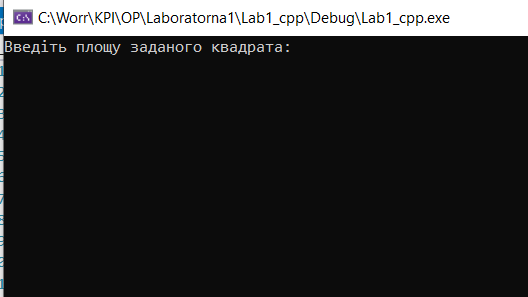 C:\Worr\KPI\OP\Laboratorna1\Lab1_cpp\Debug\Lab1_cpp.exe
Введіть площу заданого квадрата: